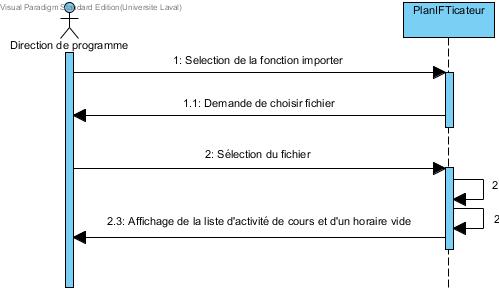 Visual Paradigm Standard Edition(Universite Laval)
PlanIFTicateur
Direction de programme
1: Selection de la fonction importer
1.1: Demande de choisir fichier
2: Sélection du fichier
2
2
2.3: Affichage de la liste d'activité de cours et d'un horaire vide